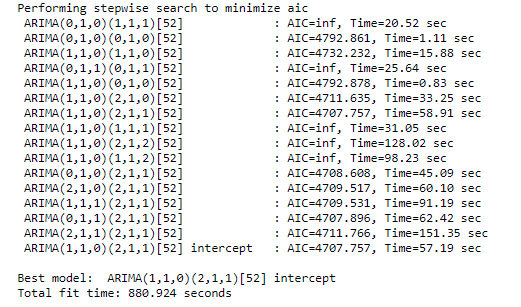 Performing stepwise search to minimize aic
ARIMA(0,1,0)(1,1,1)[52]             : AIC=inf, Time=20.52 sec
ARIMA(0,1,0)(0,1,0)[52]             : AIC=4792.861, Time=1.11 sec
ARIMA(1,1,0)(1,1,0)[52]             : AIC=4732.232, Time=15.88 sec
ARIMA(0,1,1)(0,1,1)[52]             : AIC=inf, Time=25.64 sec
ARIMA(1,1,0)(0,1,0)[52]             : AIC=4792.878, Time=0.83 sec
ARIMA(1,1,0)(2,1,0)[52]             : AIC=4711.635, Time=33.25 sec
ARIMA(1,1,0)(2,1,1)[52]             : AIC=4707.757, Time=58.91 sec
ARIMA(1,1,0)(1,1,1)[52]             : AIC=inf, Time=31.05 sec
ARIMA(1,1,0)(2,1,2)[52]             : AIC=inf, Time=128.02 sec
ARIMA(1,1,0)(1,1,2)[52]             : AIC=inf, Time=98.23 sec
ARIMA(0,1,0)(2,1,1)[52]             : AIC=4708.608, Time=45.09 sec
ARIMA(2,1,0)(2,1,1)[52]             : AIC=4709.517, Time=60.10 sec
ARIMA(1,1,1)(2,1,1)[52]             : AIC=4709.531, Time=91.19 sec
ARIMA(0,1,1)(2,1,1)[52]             : AIC=4707.896, Time=62.42 sec
ARIMA(2,1,1)(2,1,1)[52]             : AIC=4711.766, Time=151.35 sec
ARIMA(1,1,0)(2,1,1)[52] intercept   : AIC=4707.757, Time=57.19 sec
Best model:  ARIMA(1,1,0)(2,1,1)[52] intercept
Total fit time: 880.924 seconds